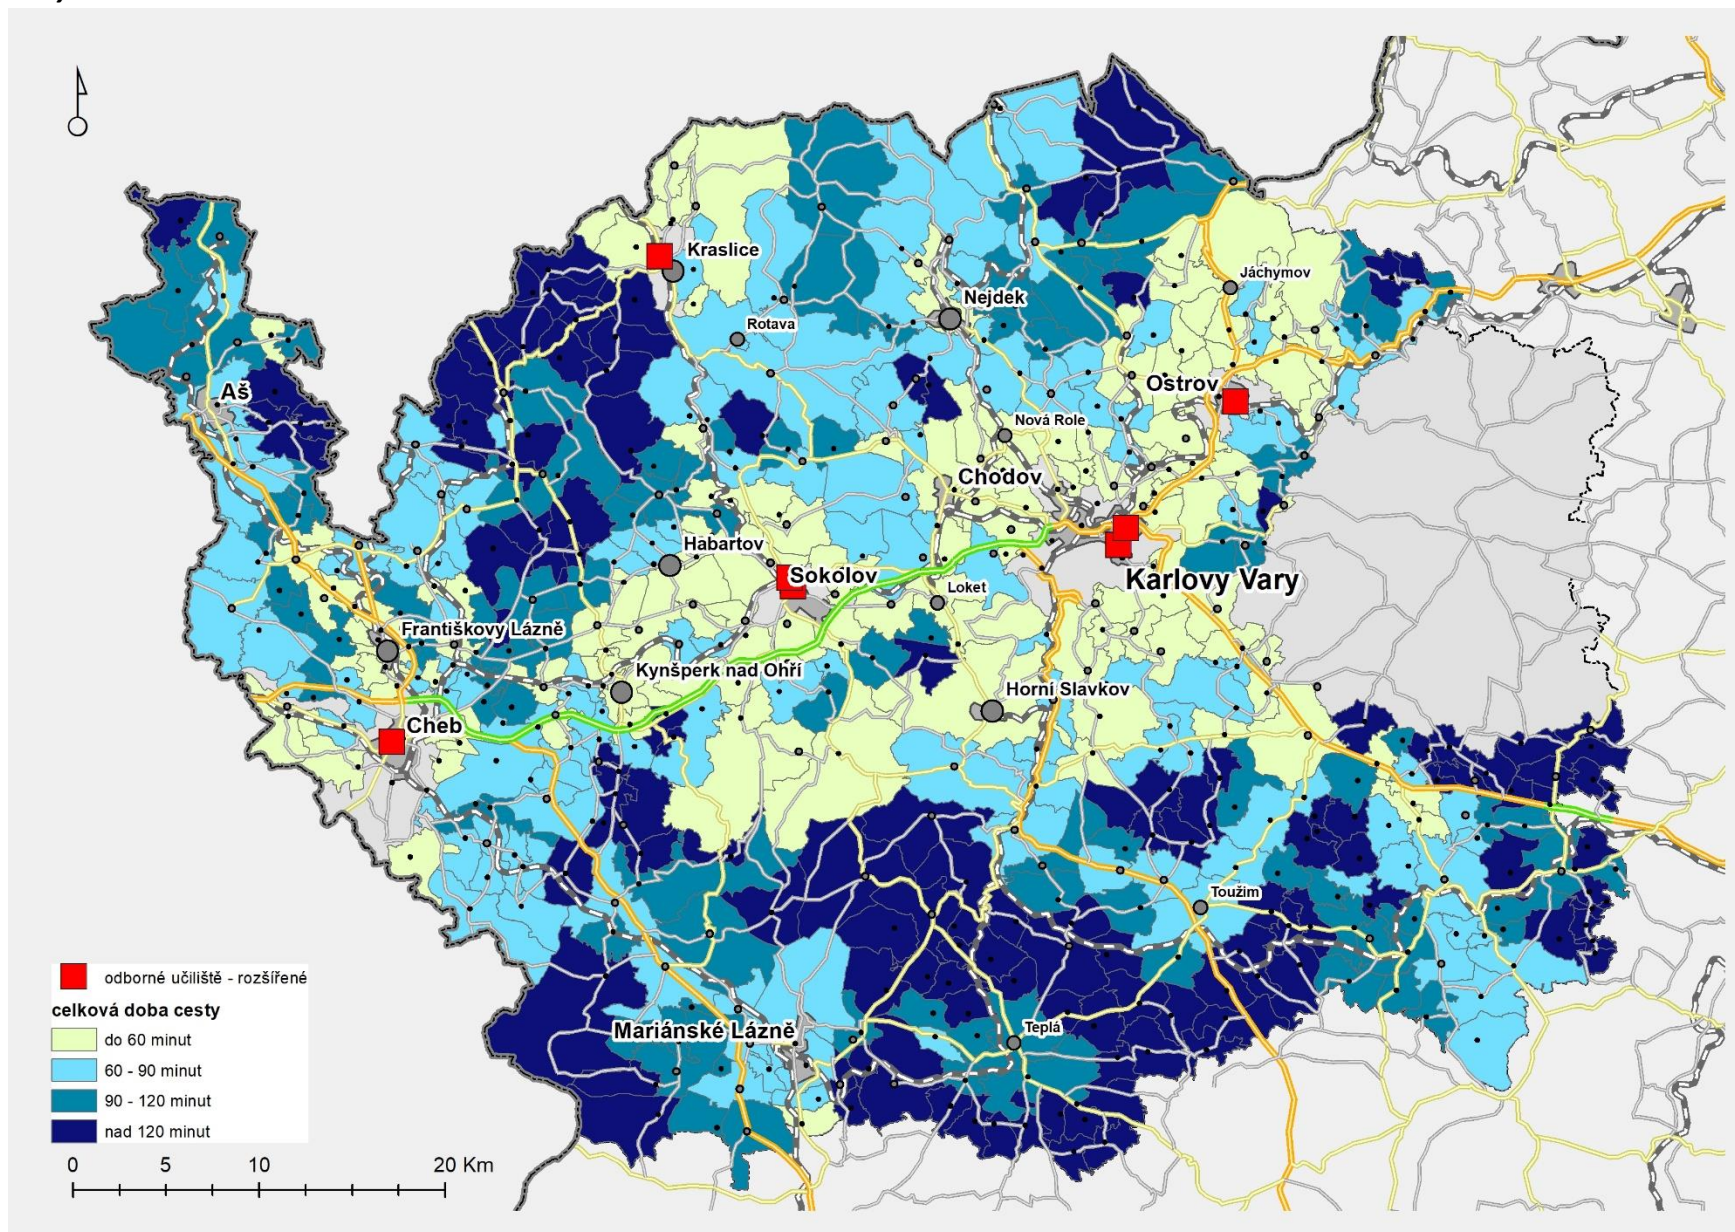 Kraslice
Jáchymov
Nejdek
Rotava
Ostrov
Aš
Nová Role
Chodov
Habartov
Sokolov
Karlovy Vary
Loket
Františkovy Lázně
Kynšperk nad Ohří
Horní Slavkov
Cheb
Toužim
Mariánské Lázně
Teplá
odborné učiliště - rozšířené
celková doba cesty
do 60 minut
60 - 90 minut
90 - 120 minut
nad 120 minut
0 5 10 20 Km